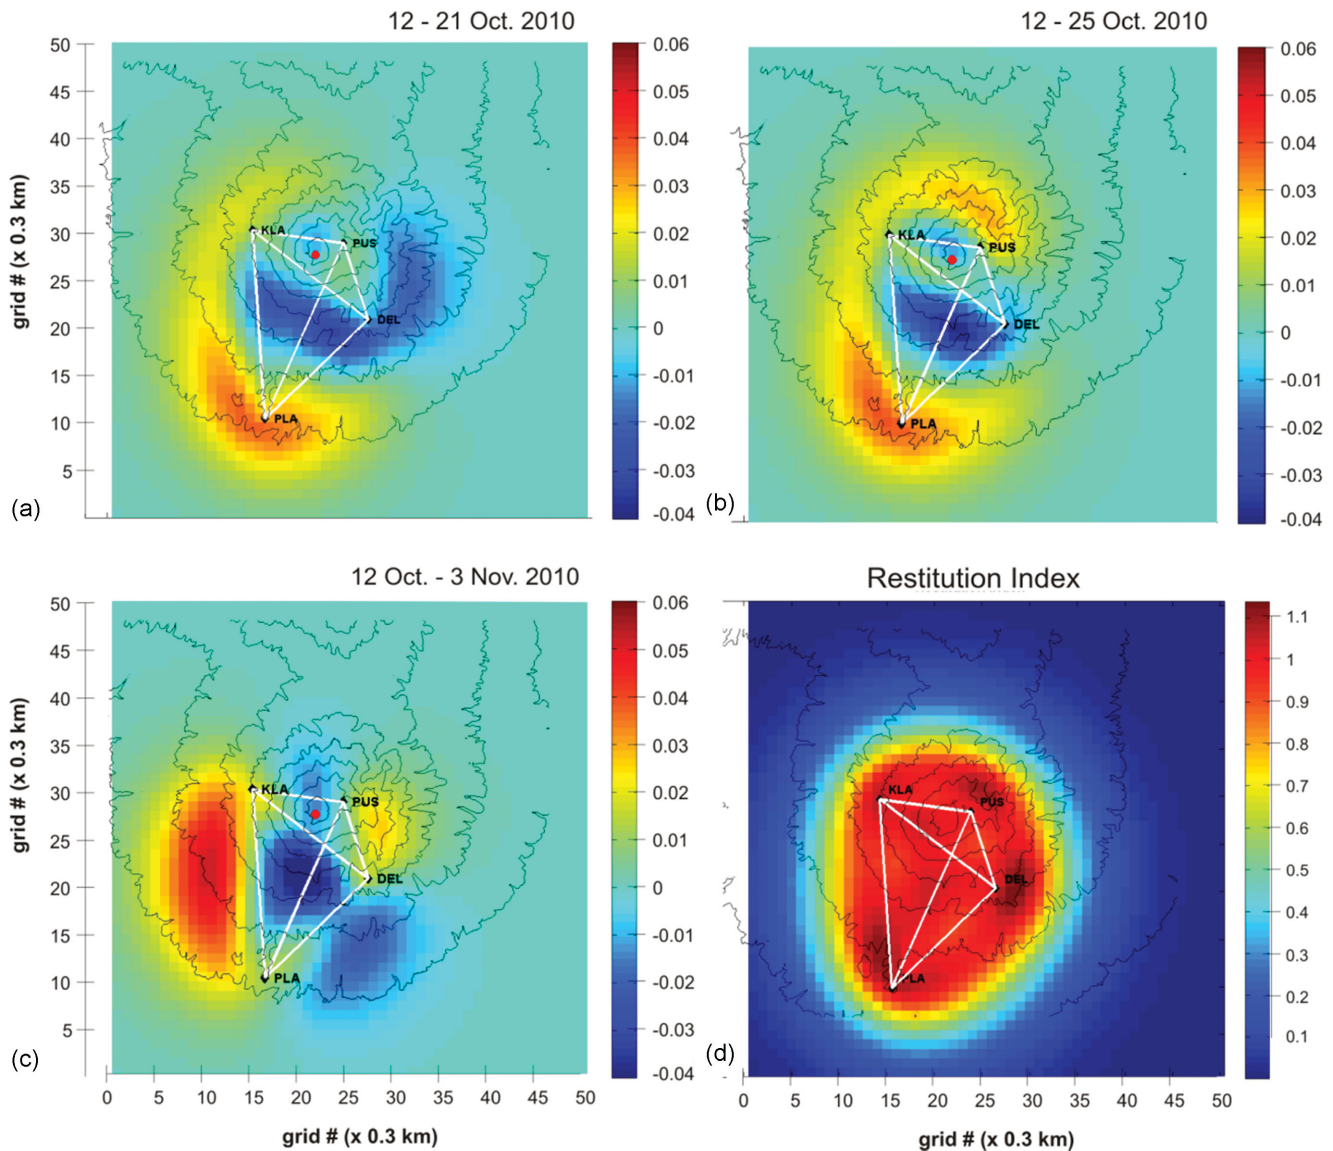 12 - 21 Oct. 2010
12 - 25 Oct. 2010
50
45
40
35
30
25
20
15
10
5
grid # (x 0.3 km)
KLA
PUS
DEL
PLA
0.06
0.05
0.04
0.03
0.02
0.01
0
-0.01
-0.02
-0.03
-0.04
(a)
KLA
PUS
DEL
PLA
0.06
0.05
0.04
0.03
0.02
0.01
0
-0.01
-0.02
-0.03
-0.04
(b)
12 Oct. - 3 Nov. 2010
Restitution Index
50
45
40
35
30
25
20
15
10
5
grid # (x 0.3 km)
KLA
PUS
DEL
PLA
0.06
0.05
0.04
0.03
0.02
0.01
0
-0.01
-0.02
-0.03
-0.04
(c)
0 5 10 15 20 25 30 35 40 45 50
grid # (x 0.3 km)
KLA
PUS
DEL
PLA
1.1
1
0.9
0.8
0.7
0.6
0.5
0.4
0.3
0.2
0.1
(d)
0 5 10 15 20 25 30 35 40 45 50
grid # (x 0.3 km)